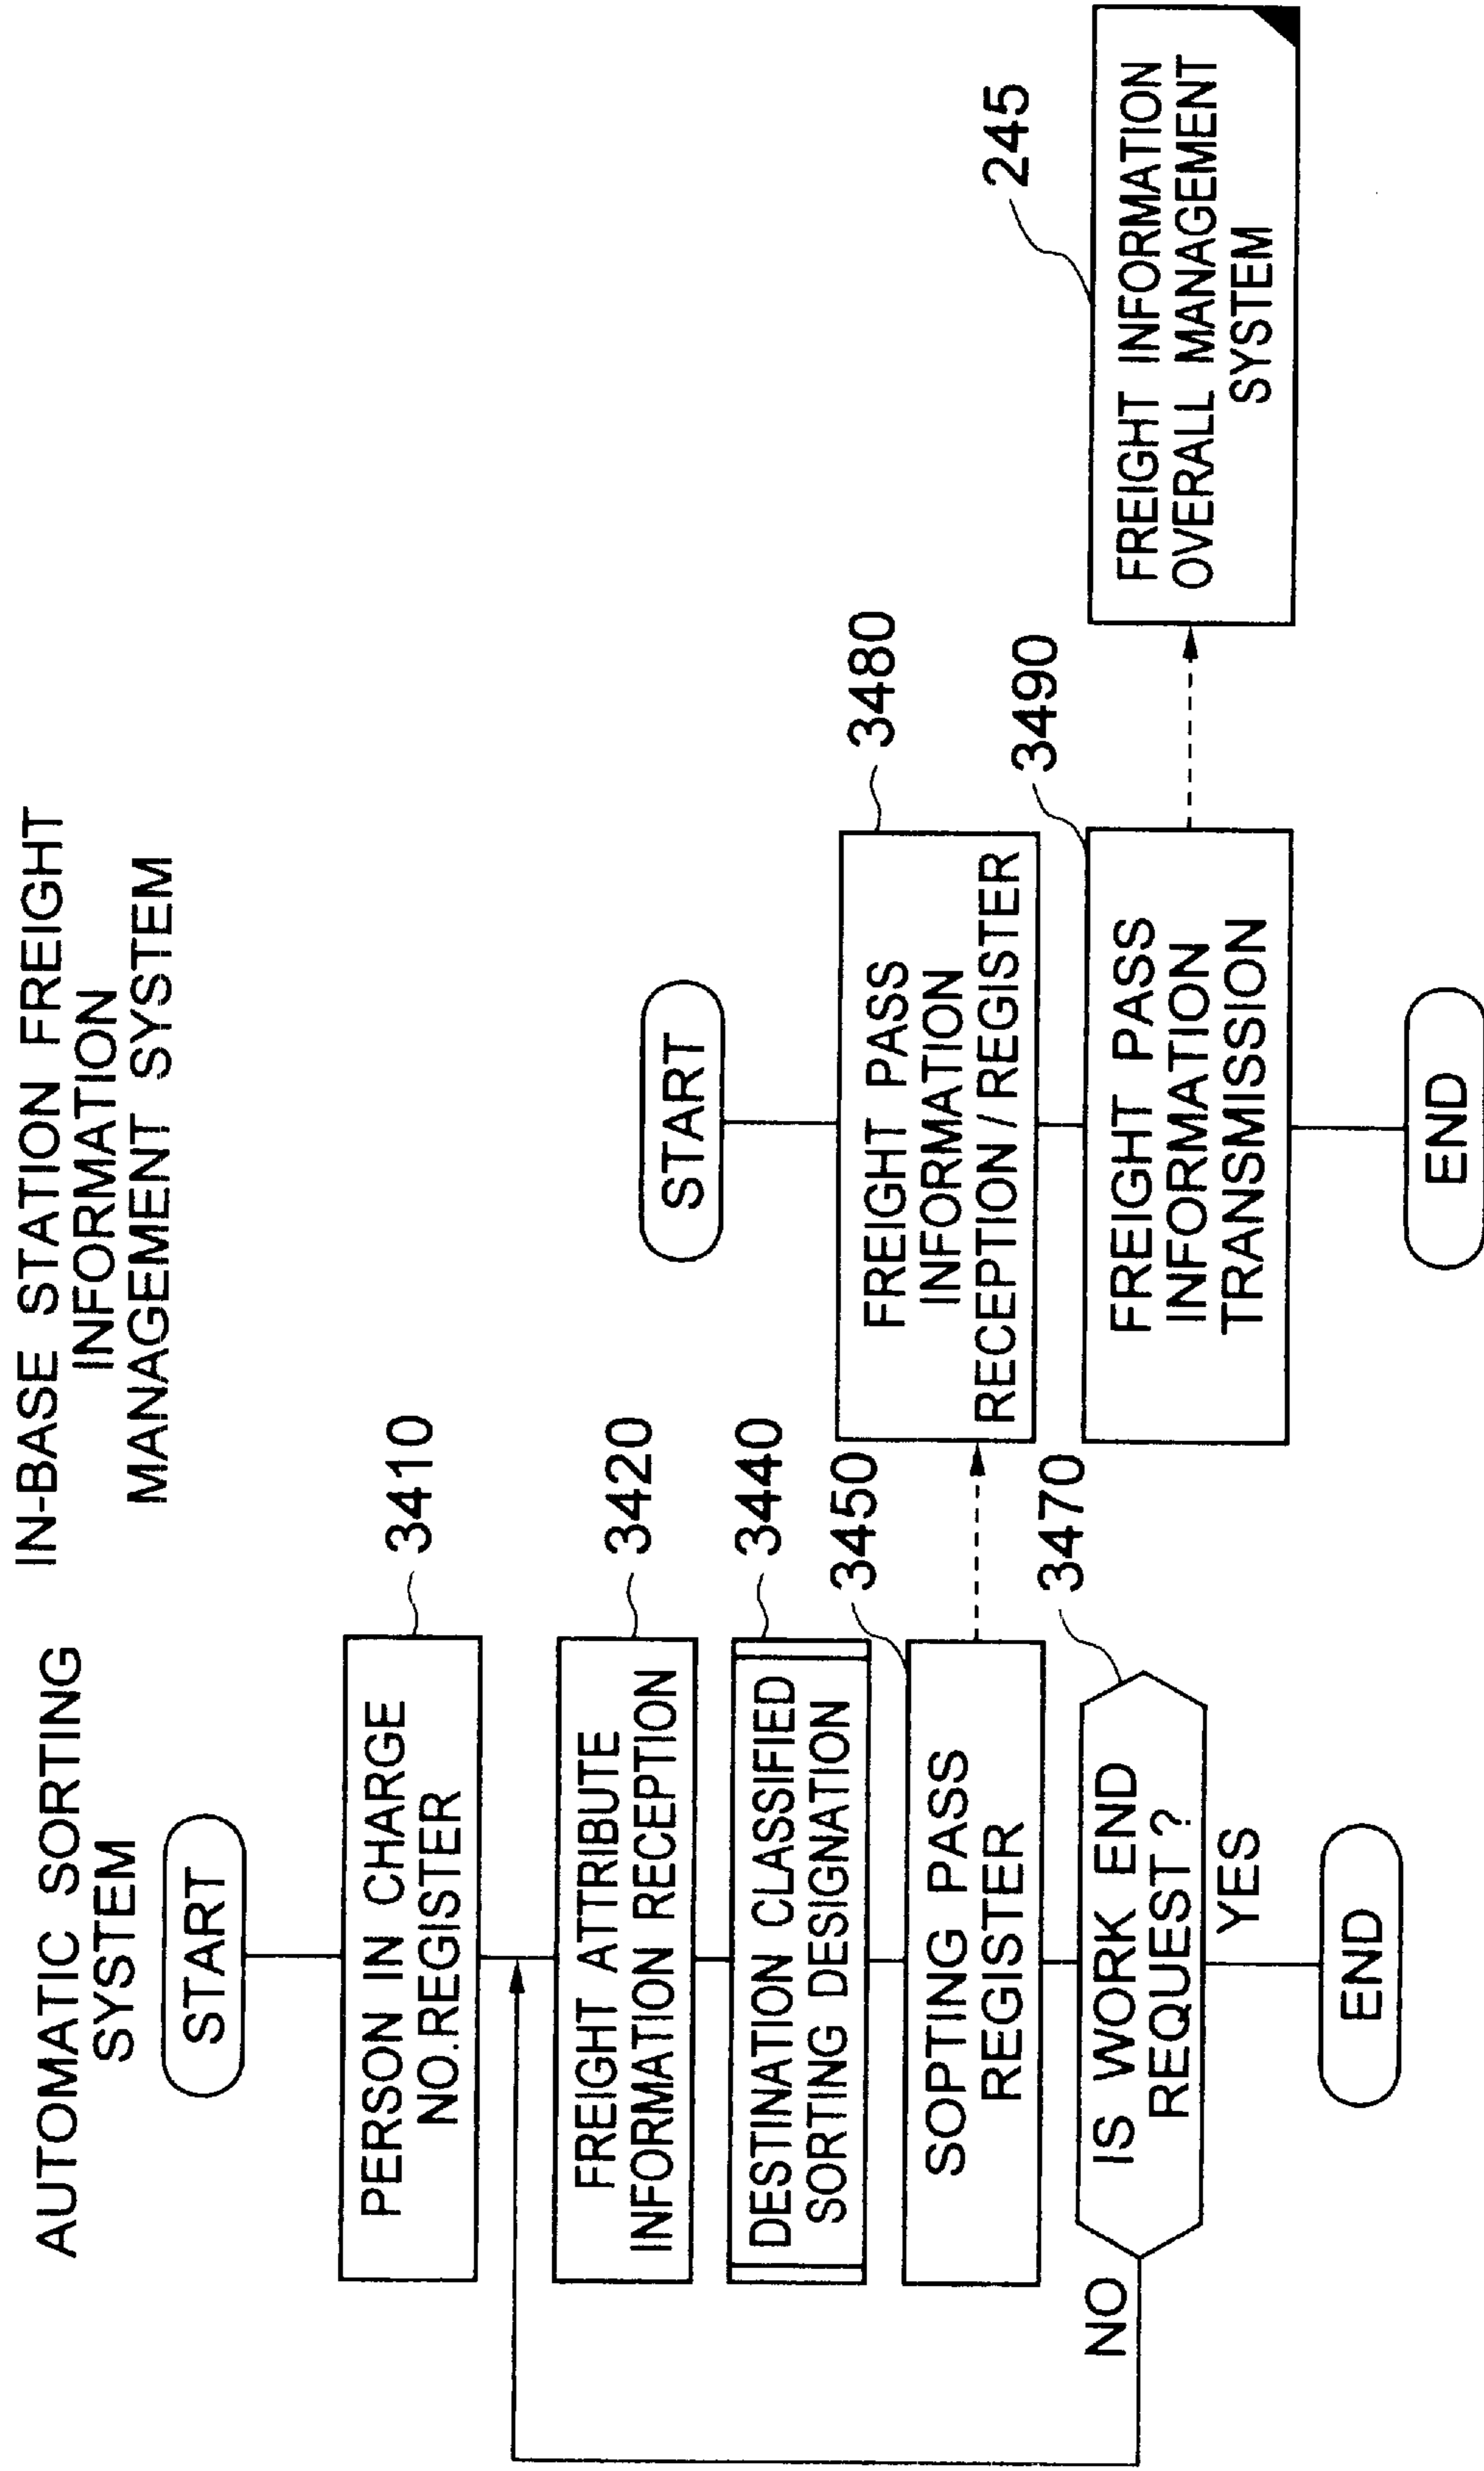 AUTOMATIC SORTING
SYSTEM
START
PERSON IN CHARGE
NO.REGISTER
3410
FREIGHT ATTRIBUTE
INFORMATION RECEPTION
3420
DESTINATION CLASSIFIED
SORTING DESIGNATION
3440
SOPTING PASS
REGISTER
3450
IS WORK END
REQUEST ?
3470
NO
YES
END
IN-BASE STATION FREIGHT
INFORMATION
MANAGEMENT SYSTEM
START
FREIGHT PASS
INFORMATION
RECEPTION / REGISTER
3480
FREIGHT PASS
INFORMATION
TRANSMISSION
3490
END
FREIGHT INFORMATION
OVERALL MANAGEMENT
SYSTEM
245